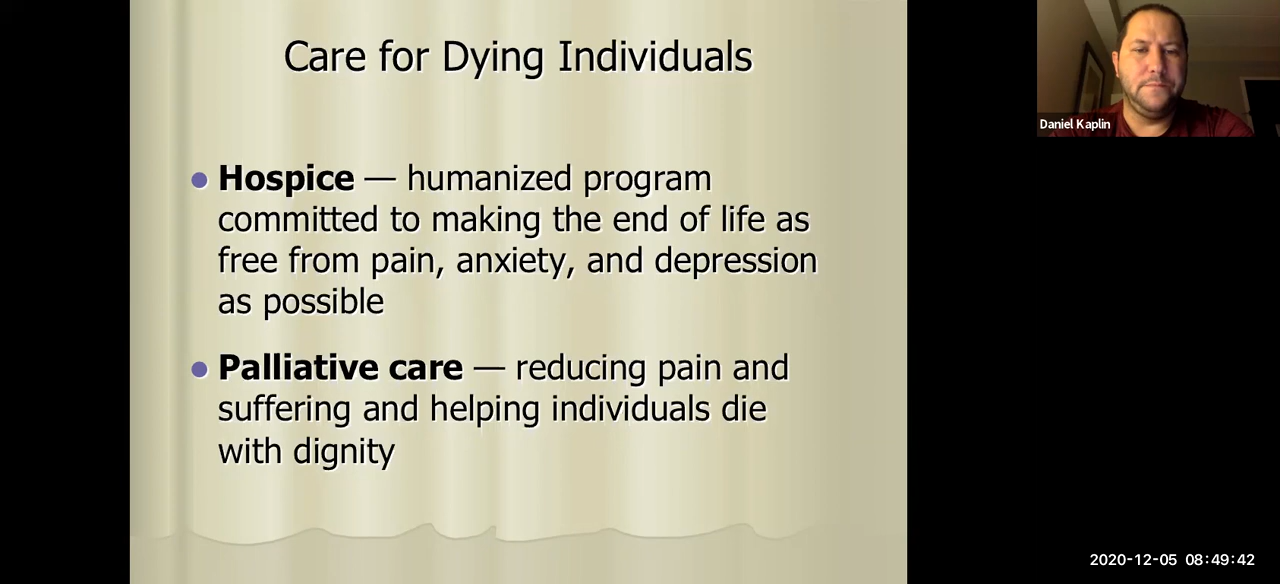 Care for Dying Individuals
● Hospice — humanized program
committed to making the end of life as
free from pain, anxiety, and depression
as possible
● Palliative care — reducing pain and
suffering and helping individuals die
with dignity
Daniel Kaplin
2020-12-05 08:49:42